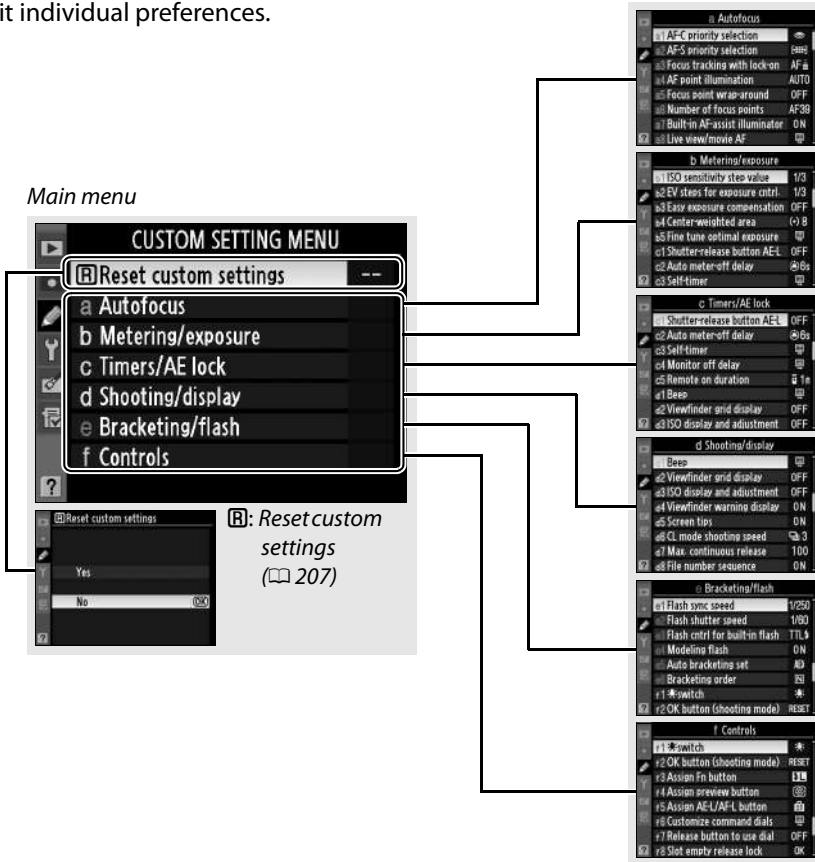 it individual preferences.
Main menu
CUSTOM SETTING MENU
R Reset custom settings --
a Autofocus
b Metering/exposure
c Timers/AE lock
d Shooting/display
e Bracketing/flash
f Controls
?
R Reset custom settings
Yes
No OK
?
R: Reset custom
settings
(207)
a Autofocus
a1 AF-C priority selection
a2 AF-S priority selection
a3 Focus tracking with lock-on AF
a4 AF point illumination AUTO
a5 Focus point wrap-around OFF
a6 Number of focus points AF39
a7 Built-in AF-assist illuminator ON
? a8 Live view/movie AF
b Metering/exposure
b1 ISO sensitivity step value 1/3
b2 EV steps for exposure cntrl. 1/3
b3 Easy exposure compensation OFF
b4 Center-weighted area (•) 8
b5 Fine tune optimal exposure
c1 Shutter-release button AE-L OFF
c2 Auto meter-off delay 6s
? c3 Self-timer
c Timers/AE lock
c1 Shutter-release button AE-L OFF
c2 Auto meter-off delay 6s
c3 Self-timer
c4 Monitor off delay
c5 Remote on duration 1m
d1 Beep
d2 Viewfinder grid display OFF
? d3 ISO display and adjustment OFF
d Shooting/display
d1 Beep
d2 Viewfinder grid display OFF
d3 ISO display and adjustment OFF
d4 Viewfinder warning display ON
d5 Screen tips ON
d6 CL mode shooting speed 3
d7 Max. continuous release 100
? d8 File number sequence ON
e Bracketing/flash
e1 Flash sync speed 1/250
e2 Flash shutter speed 1/60
e3 Flash cntrl for built-in flash TTL
e4 Modeling flash ON
e5 Auto bracketing set
e6 Bracketing order N
f1 switch
? f2 OK button (shooting mode) RESET
f Controls
f1 switch
f2 OK button (shooting mode) RESET
f3 Assign Fn button
f4 Assign preview button
f5 Assign AE-L/AF-L button
f6 Customize command dials
f7 Release button to use dial OFF
? f8 Slot empty release lock OK